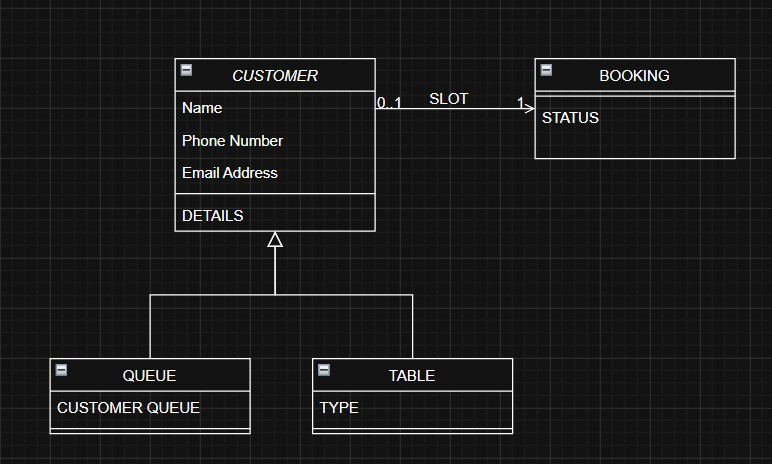 CUSTOMER
Name
Phone Number
Email Address
DETAILS
0..1
SLOT
1
BOOKING
STATUS
QUEUE
CUSTOMER QUEUE
TABLE
TYPE